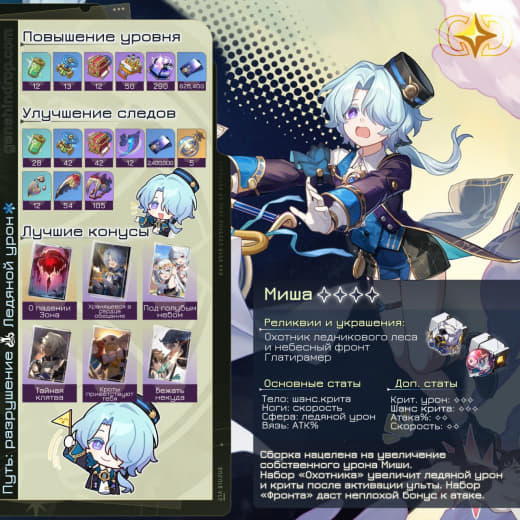 genshindrop.com
Повышение уровня
12
13
12
50
290
Улучшение следов
28
42
42
12
2,400,000
5
12
54
105
Лучшие конусы
О падении
Зона
Хранящееся в
сердце
обещание
Под голубым
небом
Тайная
клятва
Кроты
приветствуют
тебя
Бежать
некуда
Путь: разрушение Ледяной урон
Миша
Реликвии и украшения:
Охотник ледникового леса
и небесный фронт
Глатирамер
Основные статы
Тело: шанс.крита
Ноги: скорость
Сфера: ледяной урон
Вязь: АТК%
Доп. статы
Крит. урон:
Шанс крита:
Атака%:
Скорость:
Сборка нацелена на увеличение
собственного урона Миши.
Набор «Охотника» увеличит ледяной урон
и криты после активации ульты. Набор
«Фронта» даст неплохой бонус к атаке.